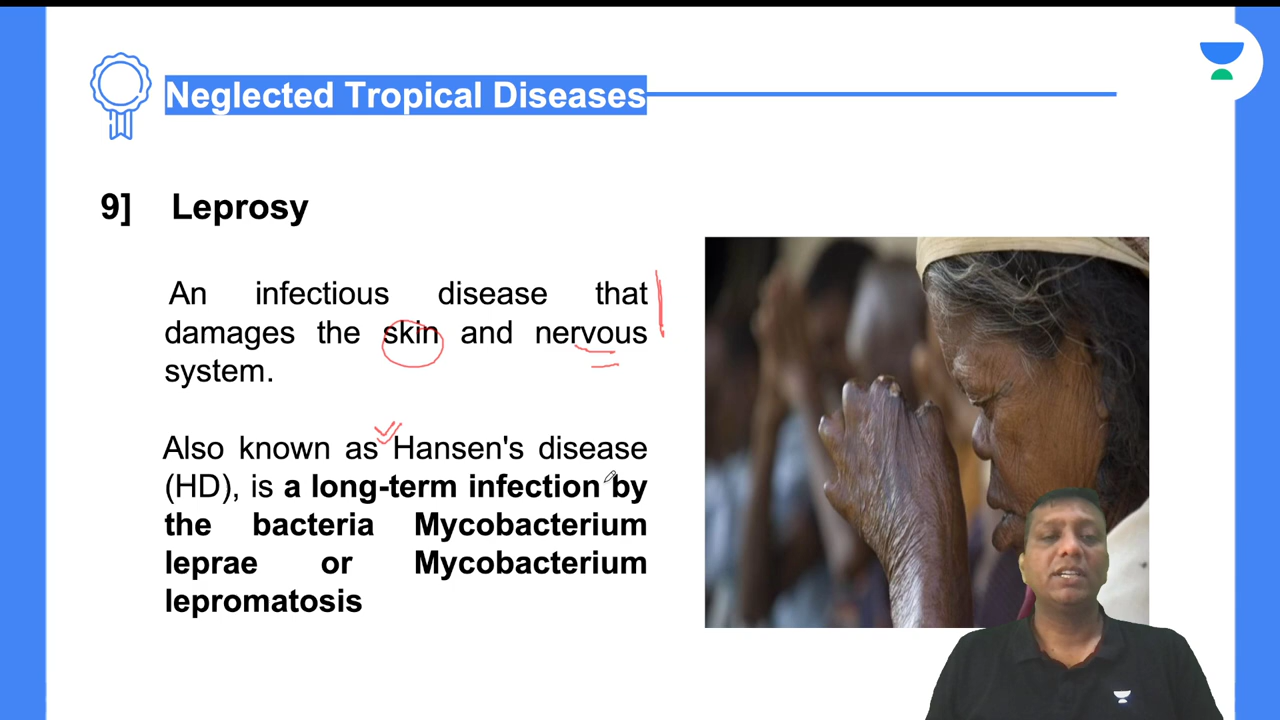 Neglected Tropical Diseases
9] Leprosy
An infectious disease that
damages the skin and nervous
system.
Also known as Hansen's disease
(HD), is a long-term infection by
the bacteria Mycobacterium
leprae or Mycobacterium
lepromatosis